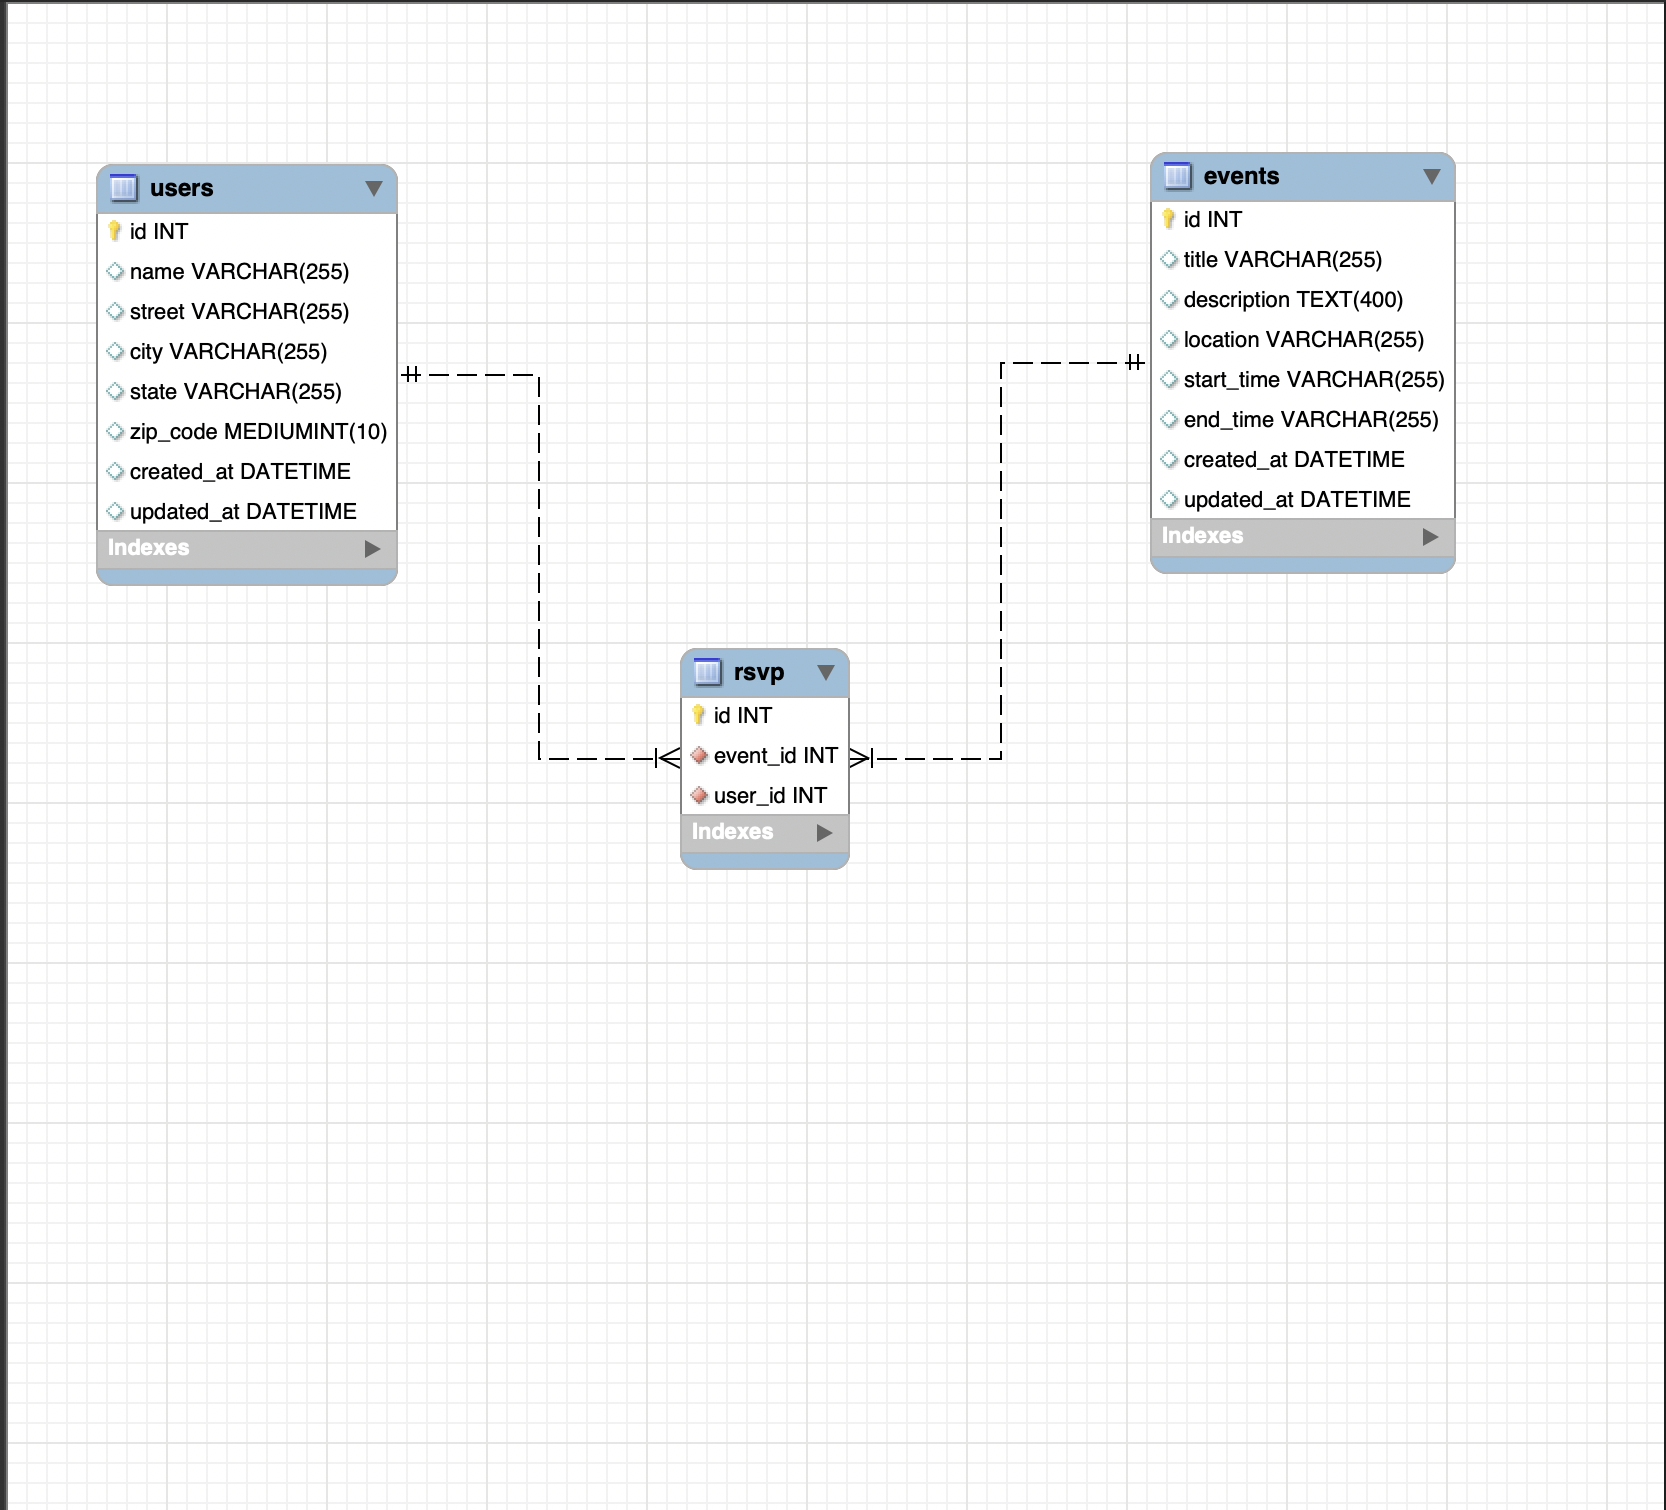 users
id INT
name VARCHAR(255)
street VARCHAR(255)
city VARCHAR(255)
state VARCHAR(255)
zip_code MEDIUMINT(10)
created_at DATETIME
updated_at DATETIME
Indexes
events
id INT
title VARCHAR(255)
description TEXT(400)
location VARCHAR(255)
start_time VARCHAR(255)
end_time VARCHAR(255)
created_at DATETIME
updated_at DATETIME
Indexes
rsvp
id INT
event_id INT
user_id INT
Indexes